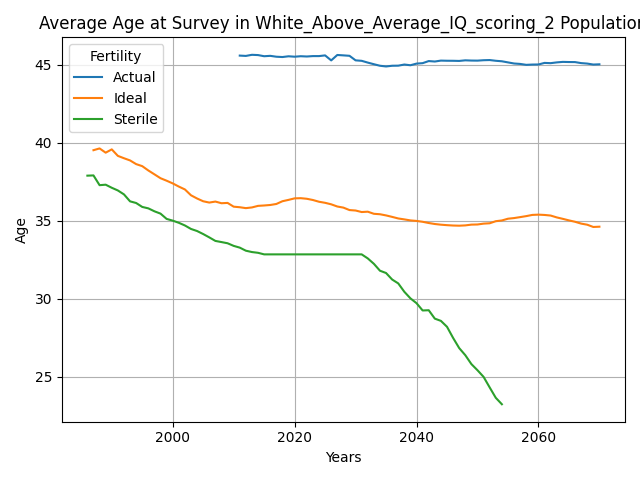 Average Age at Survey in White_Above_Average_IQ_scoring_2 Population
Fertility
Actual
Ideal
Sterile
Age
45
40
35
30
25
2000
2020
2040
2060
Years